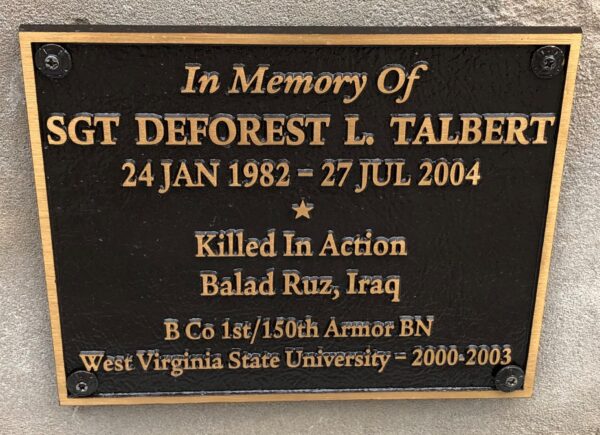 In Memory Of
SGT DEFOREST L. TALBERT
24 JAN 1982 – 27 JUL 2004
Killed In Action
Balad Ruz, Iraq
B Co 1st/150th Armor BN
West Virginia State University – 2000-2003